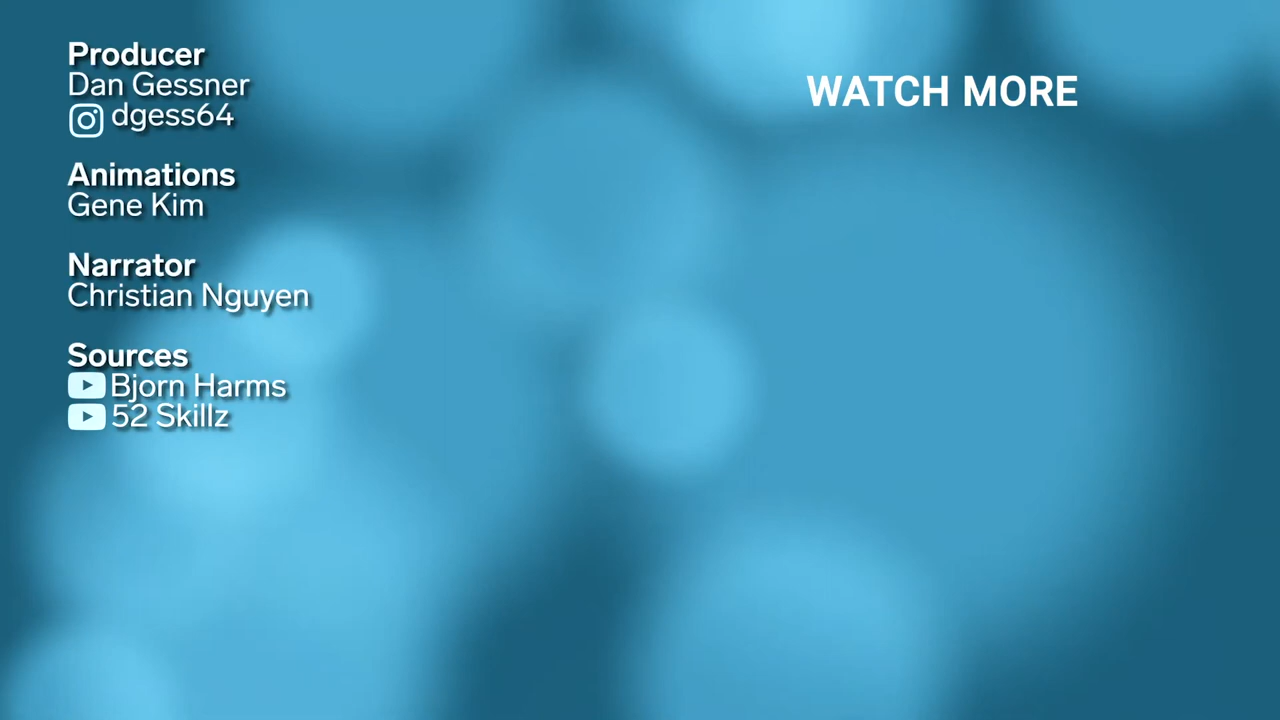 Producer
Dan Gessner
dgess64
Animations
Gene Kim
Narrator
Christian Nguyen
Sources
Bjorn Harms
52 Skillz
WATCH MORE